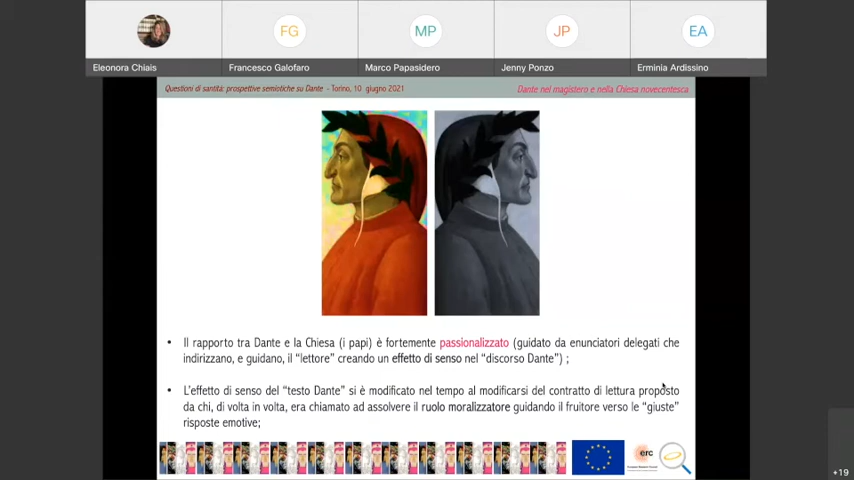 FG
MP
JP
EA
Eleonora Chiais
Francesco Galofaro
Marco Papasidero
Jenny Ponzo
Erminia Ardissino
Questioni di santità: prospettive semiotiche su Dante - Torino, 10 giugno 2021
Dante nel magistero e nella Chiesa novecentesca
• Il rapporto tra Dante e la Chiesa (i papi) è fortemente passionalizzato (guidato da enunciatori delegati che
indirizzano, e guidano, il “lettore” creando un effetto di senso nel “discorso Dante”) ;
• L’effetto di senso del “testo Dante” si è modificato nel tempo al modificarsi del contratto di lettura proposto
da chi, di volta in volta, era chiamato ad assolvere il ruolo moralizzatore guidando il fruitore verso le “giuste”
risposte emotive;
erc
+19